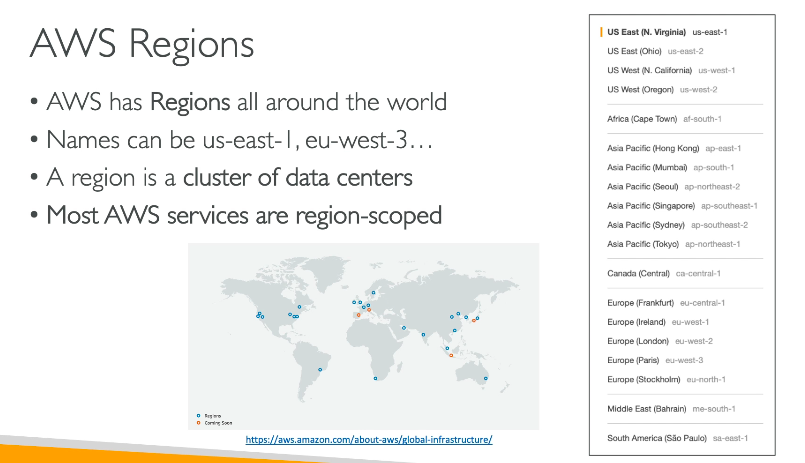 AWS Regions
• AWS has Regions all around the world
• Names can be us-east-1, eu-west-3…
• A region is a cluster of data centers
• Most AWS services are region-scoped
Regions
Coming Soon
https://aws.amazon.com/about-aws/global-infrastructure/
US East (N. Virginia) us-east-1
US East (Ohio) us-east-2
US West (N. California) us-west-1
US West (Oregon) us-west-2
Africa (Cape Town) af-south-1
Asia Pacific (Hong Kong) ap-east-1
Asia Pacific (Mumbai) ap-south-1
Asia Pacific (Seoul) ap-northeast-2
Asia Pacific (Singapore) ap-southeast-1
Asia Pacific (Sydney) ap-southeast-2
Asia Pacific (Tokyo) ap-northeast-1
Canada (Central) ca-central-1
Europe (Frankfurt) eu-central-1
Europe (Ireland) eu-west-1
Europe (London) eu-west-2
Europe (Paris) eu-west-3
Europe (Stockholm) eu-north-1
Middle East (Bahrain) me-south-1
South America (São Paulo) sa-east-1